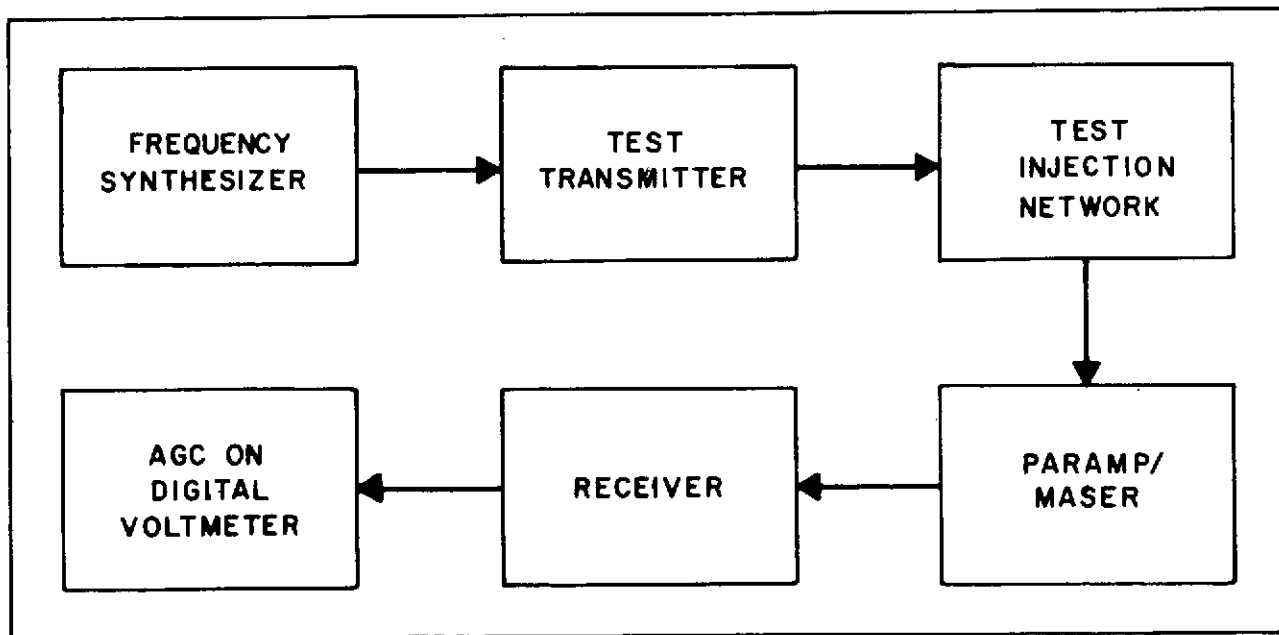 FREQUENCY
SYNTHESIZER
TEST
TRANSMITTER
TEST
INJECTION
NETWORK
AGC ON
DIGITAL
VOLTMETER
RECEIVER
PARAMP/
MASER